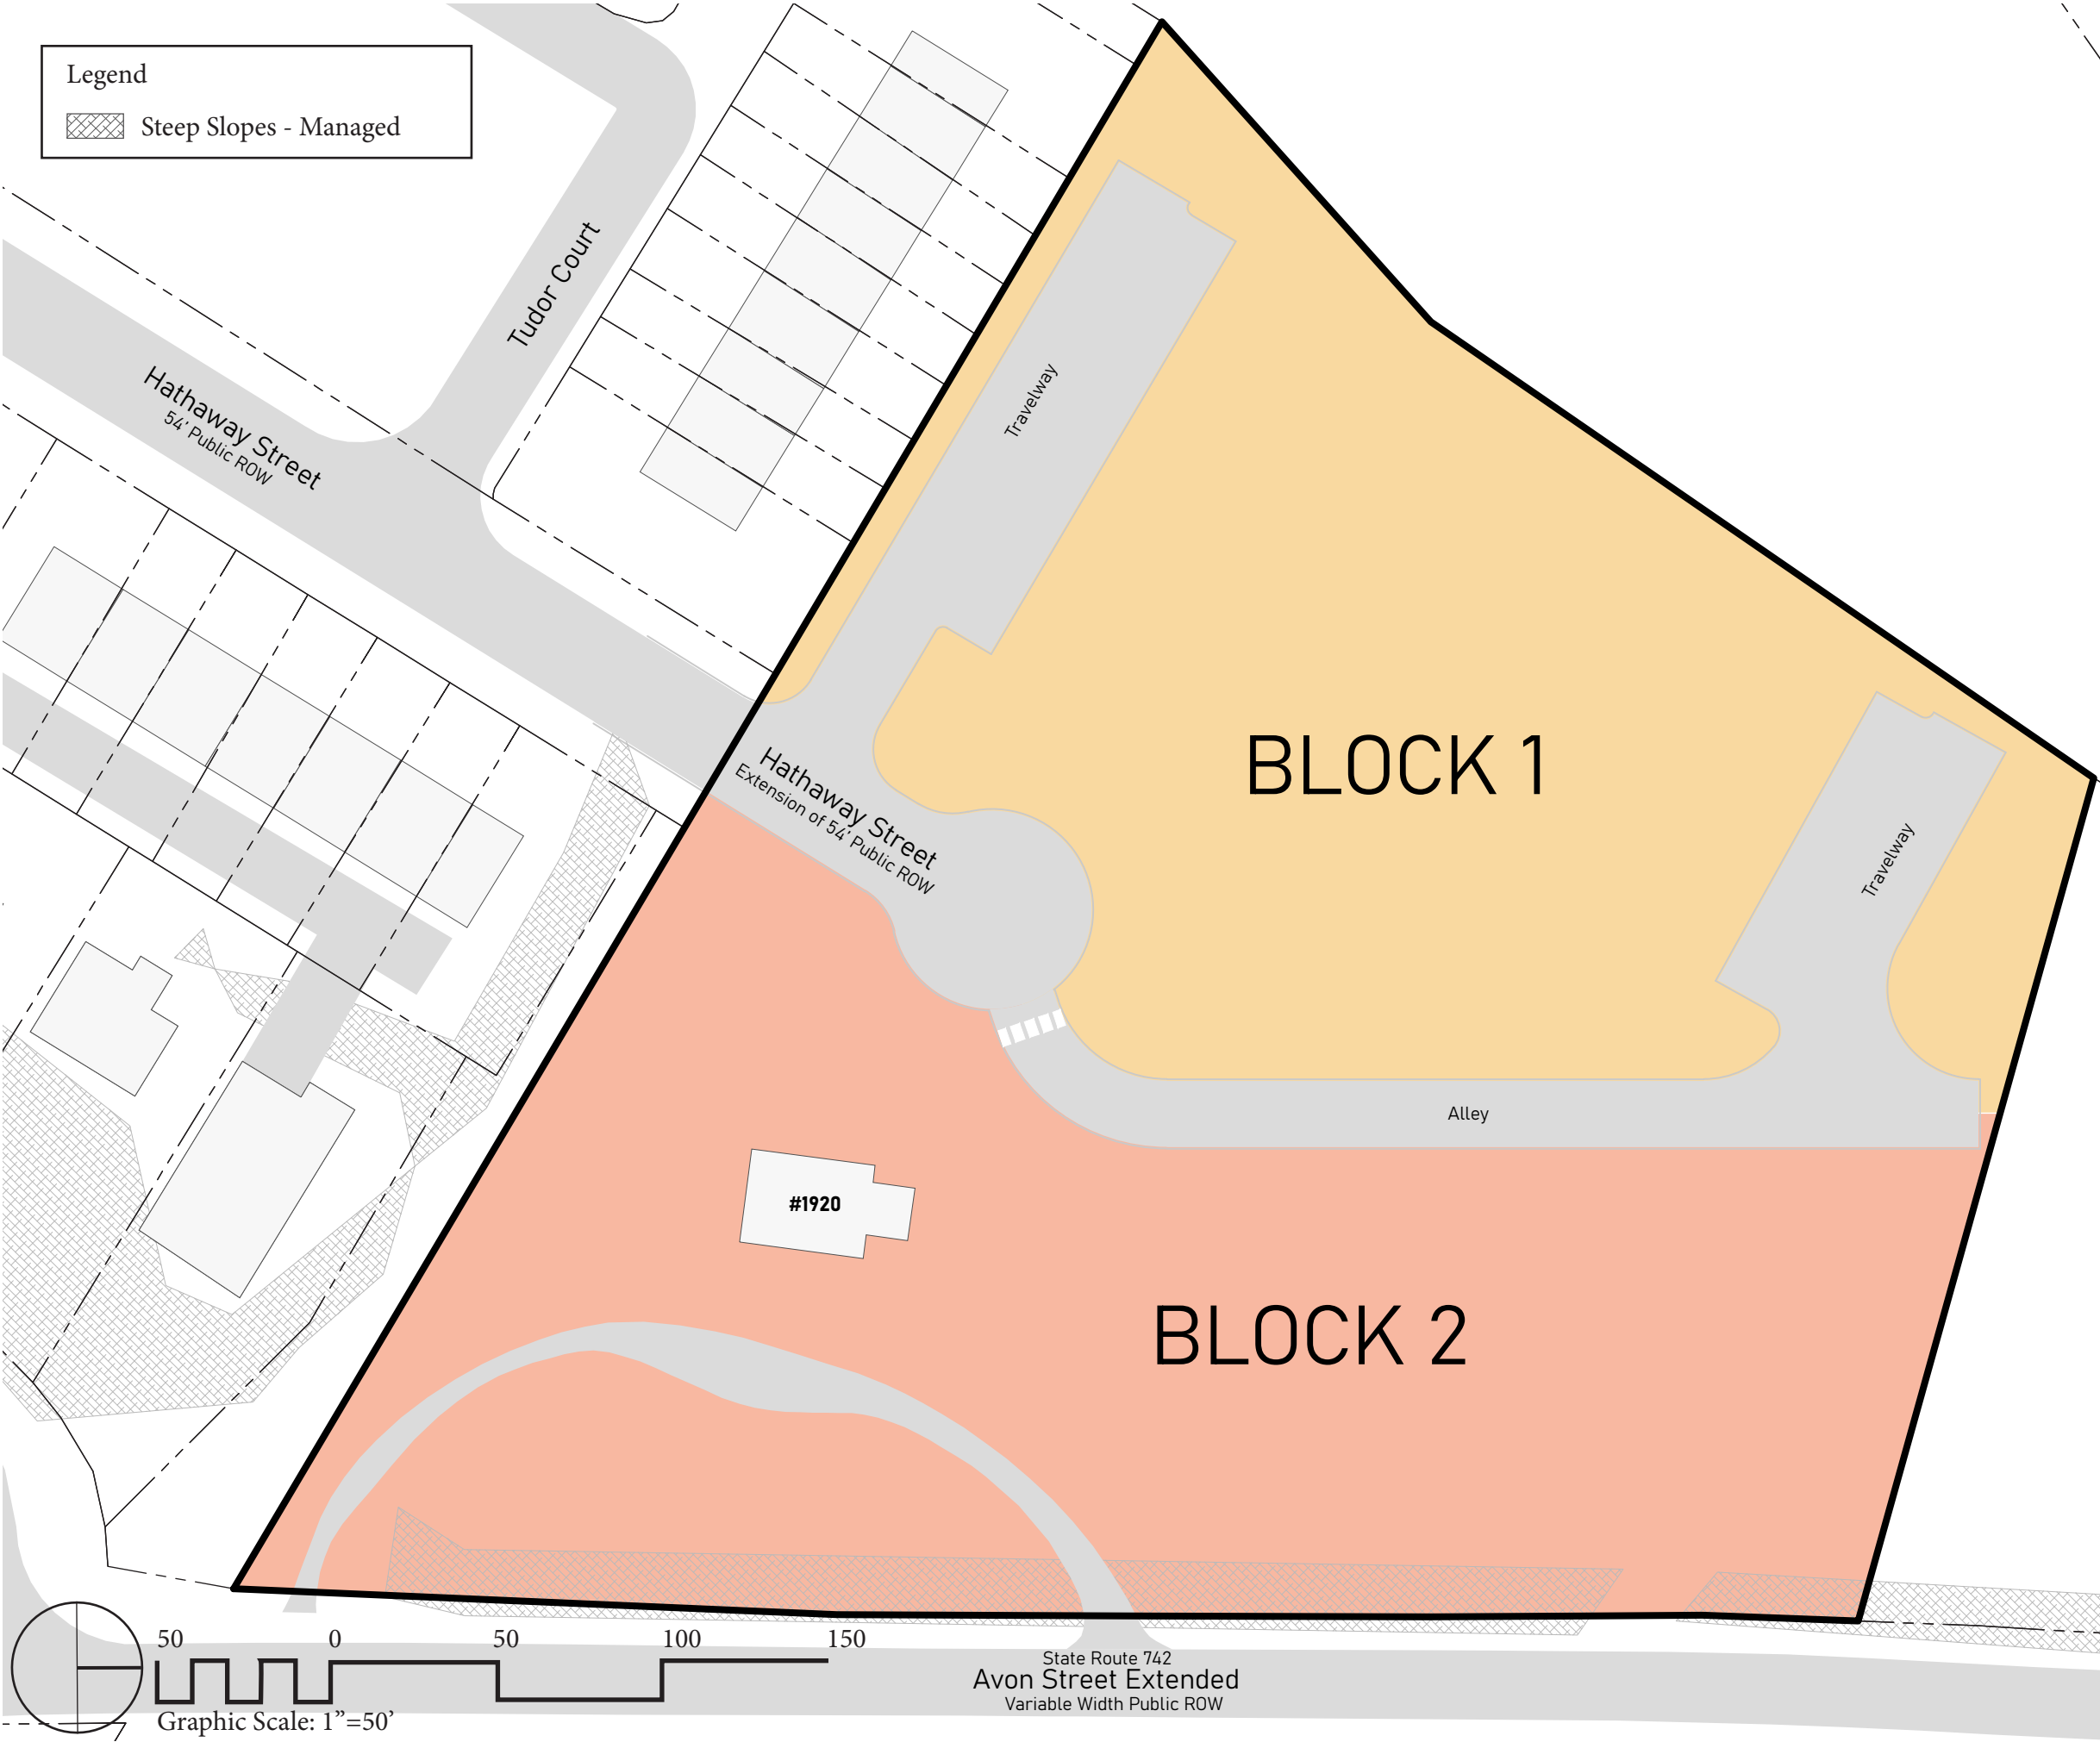 Legend
Steep Slopes - Managed
Tudor Court
Hathaway Street
54' Public ROW
Travelway
BLOCK 1
Hathaway Street
Extension of 54' Public ROW
Travelway
Alley
#1920
BLOCK 2
50 0 50 100 150
Graphic Scale: 1”=50’
State Route 742
Avon Street Extended
Variable Width Public ROW